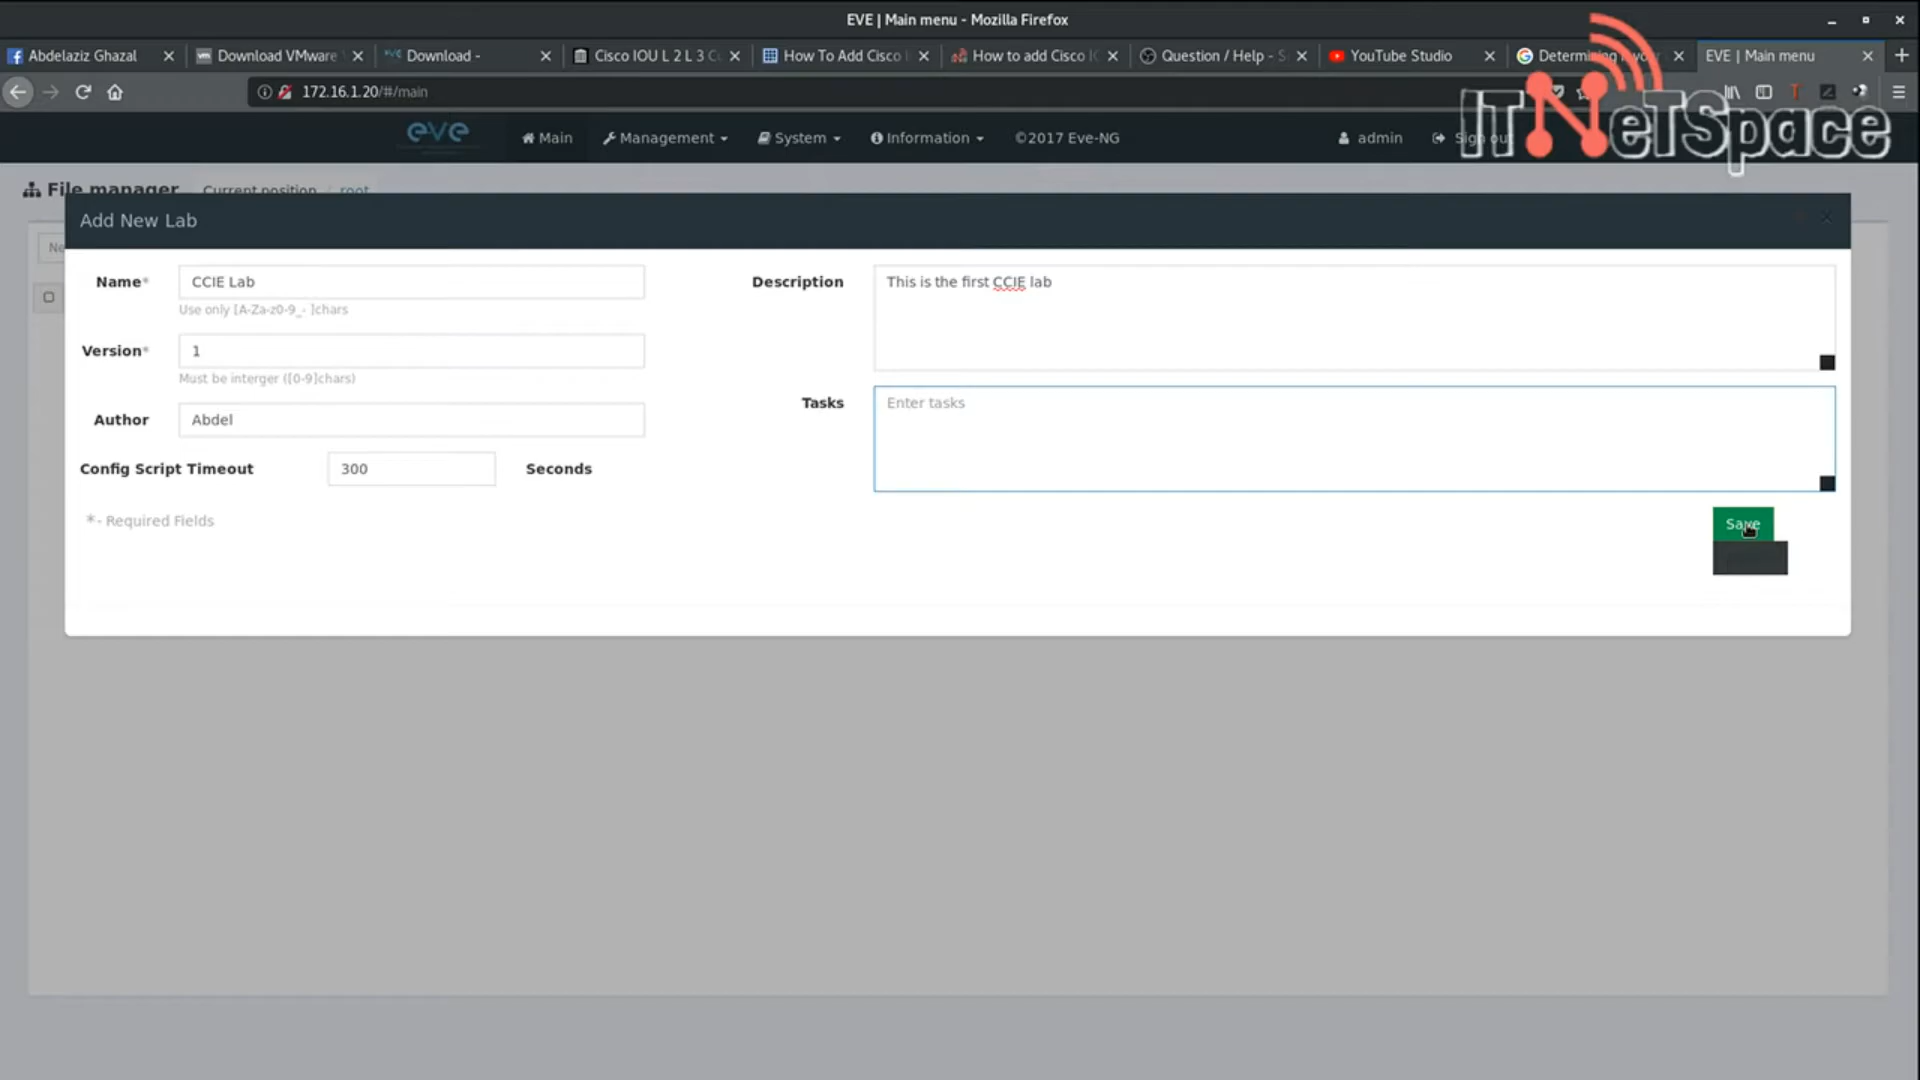 EVE | Main menu - Mozilla Firefox
Abdelaziz Ghazal
Download VMware
Download -
Cisco IOU L 2 L 3 C
How To Add Cisco
How to add Cisco IO
Question / Help - S
YouTube Studio
EVE | Main menu
172.16.1.20/#/main
ITNeTSpace
eve
Main
Management
System
Information
©2017 Eve-NG
admin
Sign out
File manager
Current position / root
Ne
Add New Lab
Name*
CCIE Lab
Use only [A-Za-z0-9_- ]chars
Version*
1
Must be interger ([0-9]chars)
Author
Abdel
Config Script Timeout
300
Seconds
*- Required Fields
Description
This is the first CCIE lab
Tasks
Enter tasks
Save